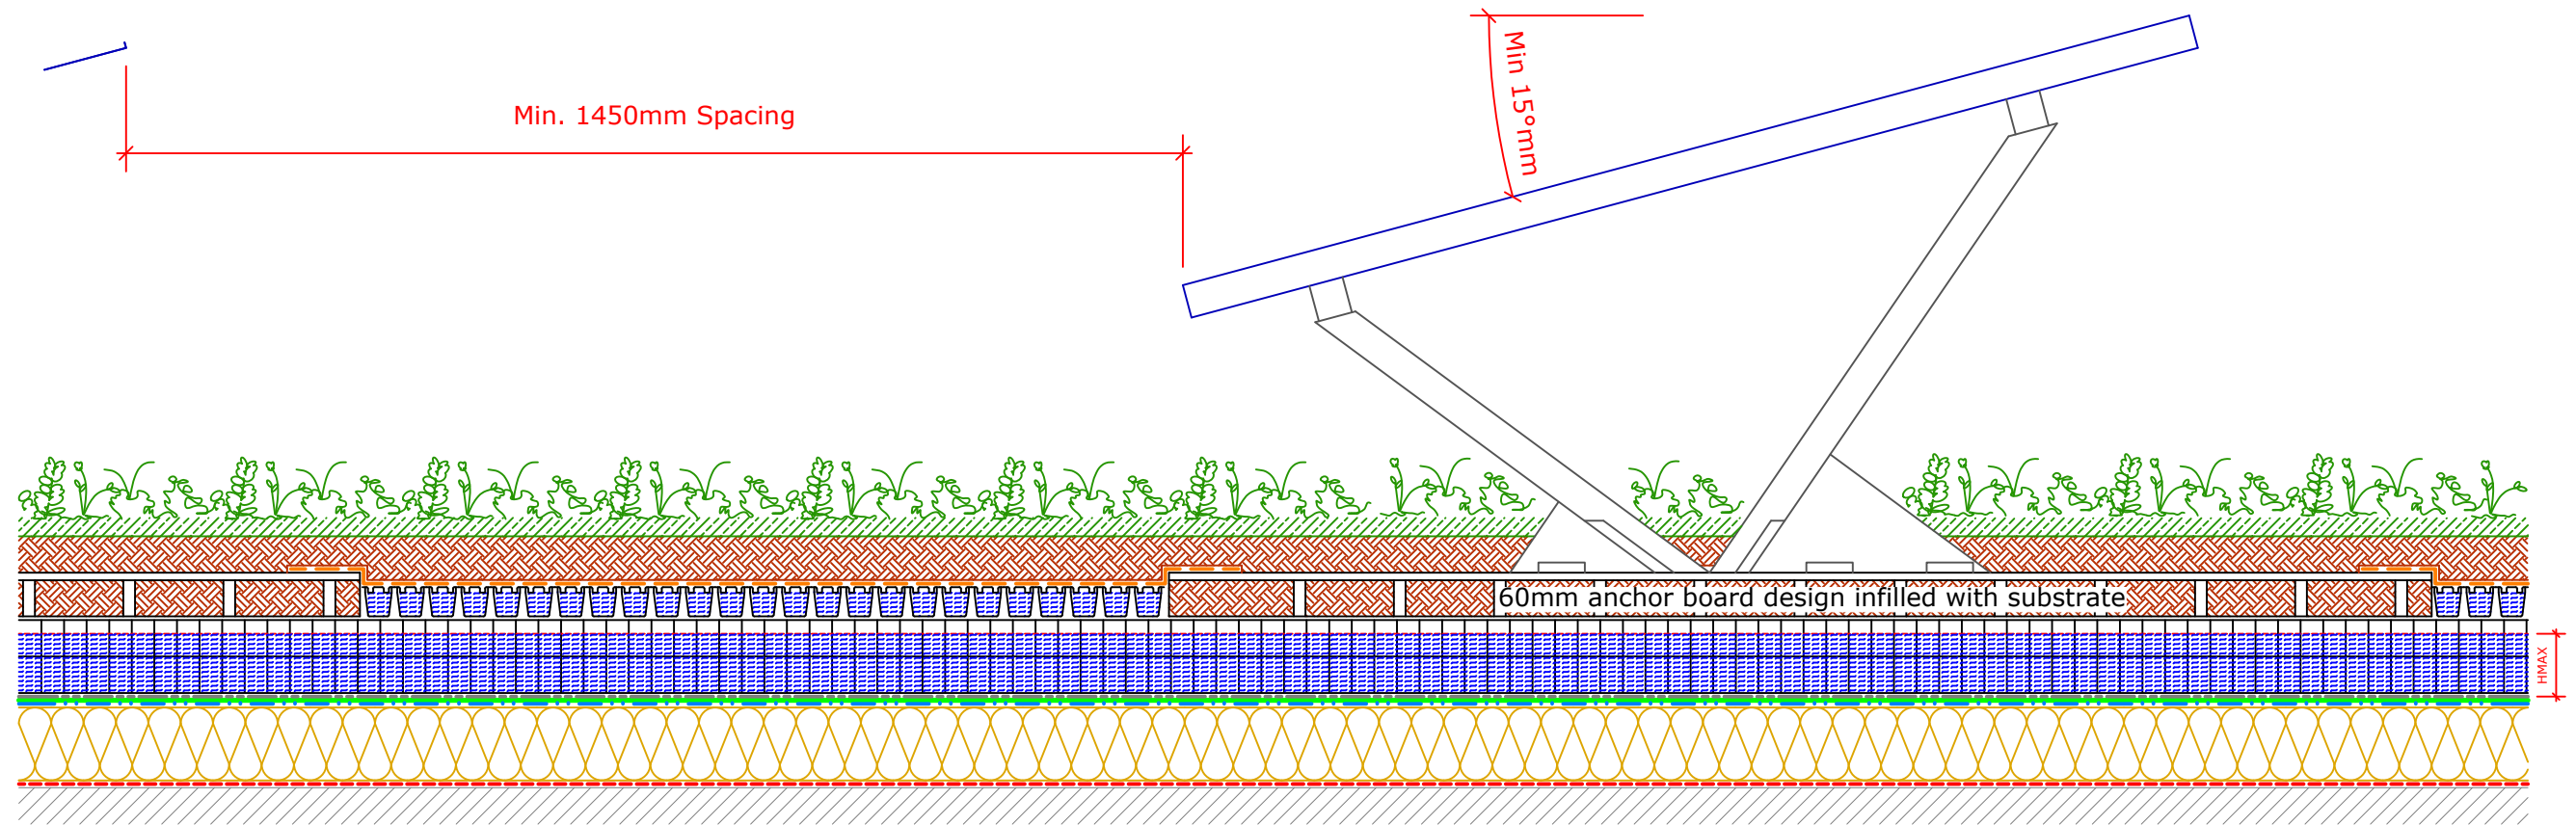 Min 15°mm
Min. 1450mm Spacing
60mm anchor board design infilled with substrate
HMAX